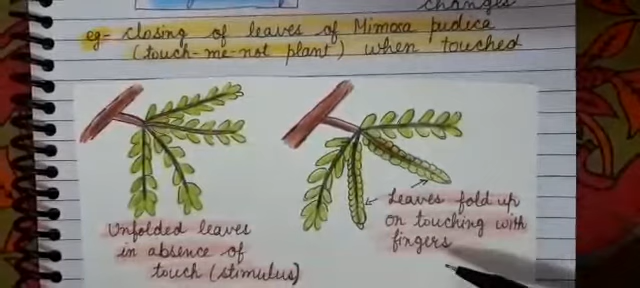 changes
eg- closing of leaves of Mimosa pudica
(touch-me-not plant) when touched
Unfolded leaves
in absence of
touch (stimulus)
Leaves fold up
on touching with
fingers